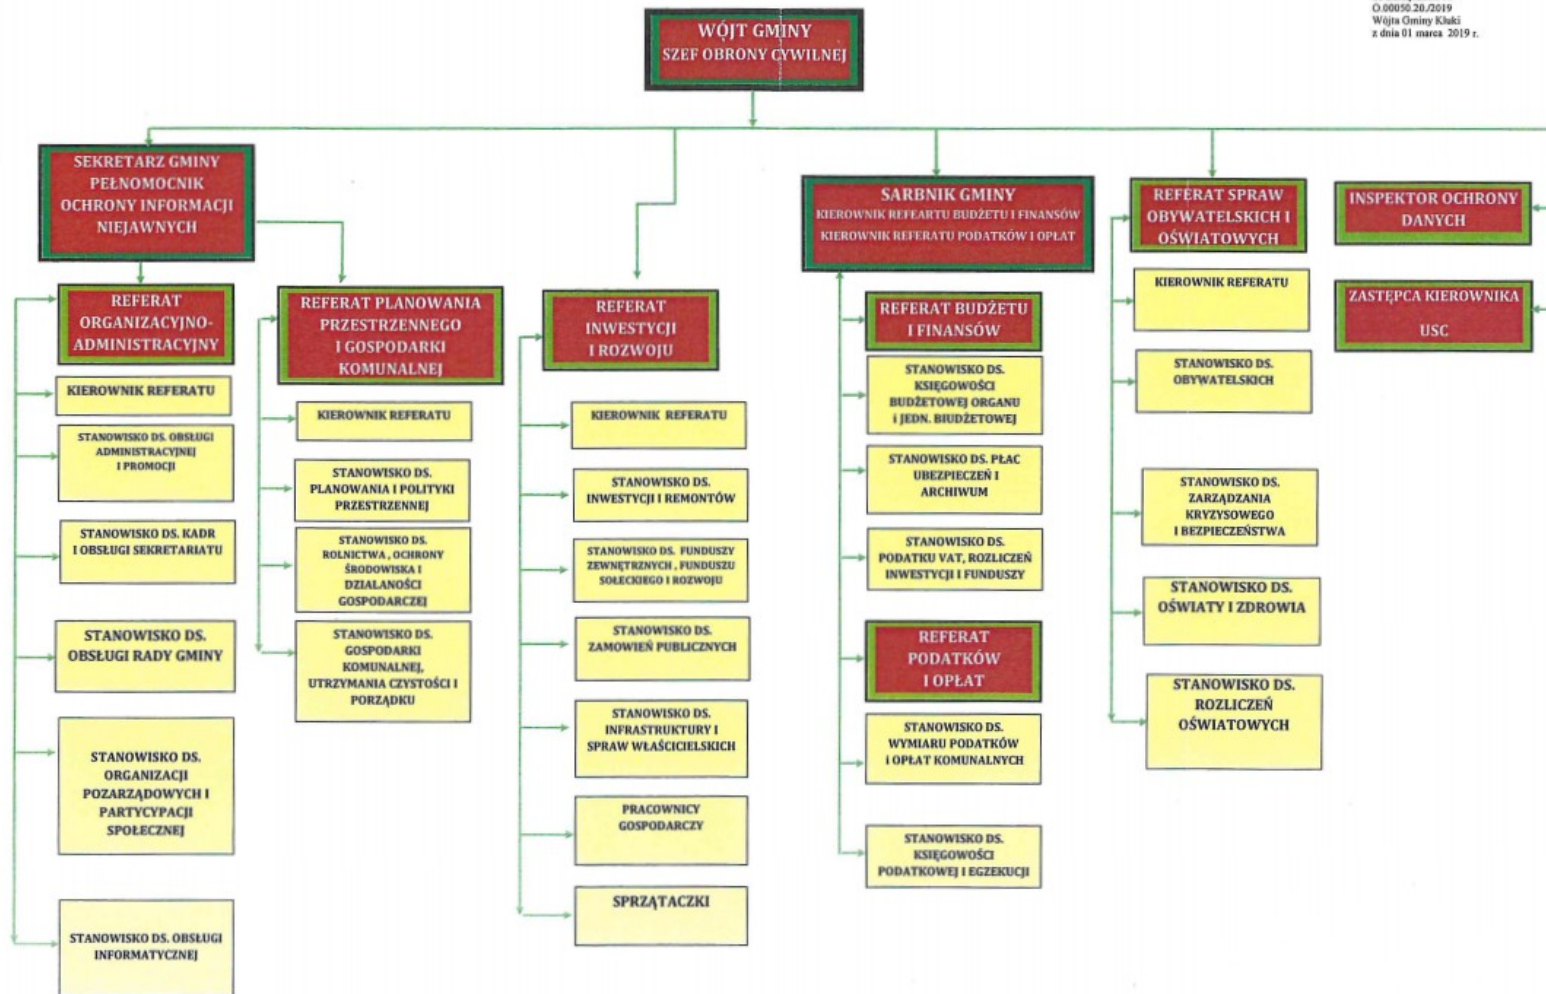 O.00050.20./2019
Wójta Gminy Kluki
z dnia 01 marca 2019 r.
WÓJT GMINY
SZEF OBRONY CYWILNEJ
SEKRETARZ GMINY
PEŁNOMOCNIK
OCHRONY INFORMACJI
NIEJAWNYCH
REFERAT
ORGANIZACYJNO-
ADMINISTRACYJNY
KIEROWNIK REFERATU
STANOWISKO DS. OBSŁUGI
ADMINISTRACYJNEJ
I PROMOCJI
STANOWISKO DS. KADR
I OBSŁUGI SEKRETARIATU
STANOWISKO DS.
OBSŁUGI RADY GMINY
STANOWISKO DS.
ORGANIZACJI
POZARZĄDOWYCH I
PARTYCYPACJI
SPOŁECZNEJ
STANOWISKO DS. OBSŁUGI
INFORMATYCZNEJ
REFERAT PLANOWANIA
PRZESTRZENNEGO
I GOSPODARKI
KOMUNALNEJ
KIEROWNIK REFERATU
STANOWISKO DS.
PLANOWANIA I POLITYKI
PRZESTRZENNEJ
STANOWISKO DS.
ROLNICTWA , OCHRONY
ŚRODOWISKA I
DZIALANOŚCI
GOSPODARCZEJ
STANOWISKO DS.
GOSPODARKI
KOMUNALNEJ,
UTRZYMANIA CZYSTOŚCI I
PORZĄDKU
REFERAT
INWESTYCJI
I ROZWOJU
KIEROWNIK REFERATU
STANOWISKO DS.
INWESTYCJI I REMONTÓW
STANOWISKO DS. FUNDUSZY
ZEWNĘTRZNYCH , FUNDUSZU
SOŁECKIEGO I ROZWOJU
STANOWISKO DS.
ZAMOWIEŃ PUBLICZNYCH
STANOWISKO DS.
INFRASTRUKTURY I
SPRAW WŁAŚCICIELSKICH
PRACOWNICY
GOSPODARCZY
SPRZĄTACZKI
SARBNIK GMINY
KIEROWNIK REFEARTU BUDŻETU I FINANSÓW
KIEROWNIK REFERATU PODATKÓW I OPŁAT
REFERAT BUDŻETU
I FINANSÓW
STANOWISKO DS.
KSIĘGOWOŚCI
BUDŻETOWEJ ORGANU
i JEDN. BIUDŻETOWEJ
STANOWISKO DS. PŁAC
UBEZPIECZEŃ I
ARCHIWUM
STANOWISKO DS.
PODATKU VAT, ROZLICZEŃ
INWESTYCJI I FUNDUSZY
REFERAT
PODATKÓW
I OPŁAT
STANOWISKO DS.
WYMIARU PODATKÓW
i OPŁAT KOMUNALNYCH
STANOWISKO DS.
KSIĘGOWOŚCI
PODATKOWEJ I EGZEKUCJI
REFERAT SPRAW
OBYWATELSKICH I
OŚWIATOWYCH
KIEROWNIK REFERATU
STANOWISKO DS.
OBYWATELSKICH
STANOWISKO DS.
ZARZĄDZANIA
KRYZYSOWEGO
I BEZPIECZEŃSTWA
STANOWISKO DS.
OŚWIATY I ZDROWIA
STANOWISKO DS.
ROZLICZEŃ
OŚWIATOWYCH
INSPEKTOR OCHRONY
DANYCH
ZASTĘPCA KIEROWNIKA
USC